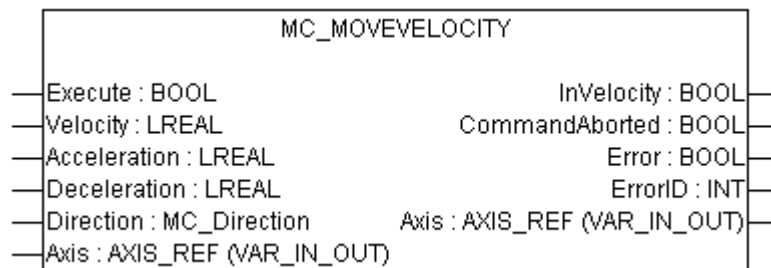 MC_MOVEVELOCITY
Execute : BOOL InVelocity : BOOL
Velocity : LREAL CommandAborted : BOOL
Acceleration : LREAL Error : BOOL
Deceleration : LREAL ErrorID : INT
Direction : MC_Direction Axis : AXIS_REF (VAR_IN_OUT)
Axis : AXIS_REF (VAR_IN_OUT)